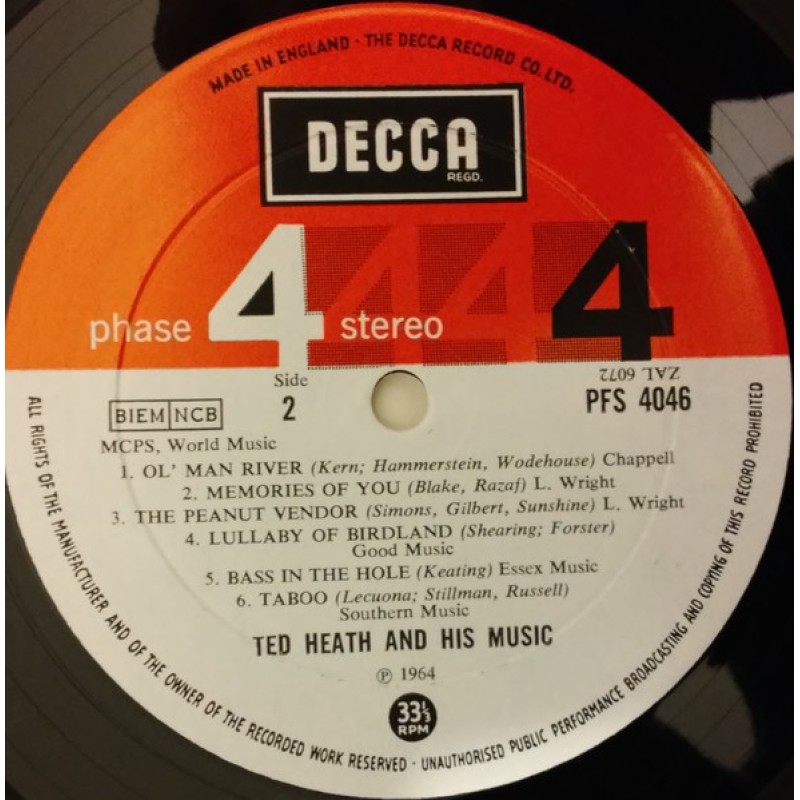 MADE IN ENGLAND · THE DECCA RECORD CO. LTD.
DECCA
REGD.
phase 4 stereo 4 4 4
Side
2
ZAL 6072
PFS 4046
BIEM NCB
MCPS, World Music
1. OL' MAN RIVER (Kern; Hammerstein, Wodehouse) Chappell
2. MEMORIES OF YOU (Blake, Razaf) L. Wright
3. THE PEANUT VENDOR (Simons, Gilbert, Sunshine) L. Wright
4. LULLABY OF BIRDLAND (Shearing; Forster)
Good Music
5. BASS IN THE HOLE (Keating) Essex Music
6. TABOO (Lecuona; Stillman, Russell)
Southern Music
TED HEATH AND HIS MUSIC
℗ 1964
33⅓
RPM
ALL RIGHTS OF THE MANUFACTURER AND OF THE OWNER OF THE RECORDED WORK RESERVED · UNAUTHORISED PUBLIC PERFORMANCE BROADCASTING AND COPYING OF THIS RECORD PROHIBITED